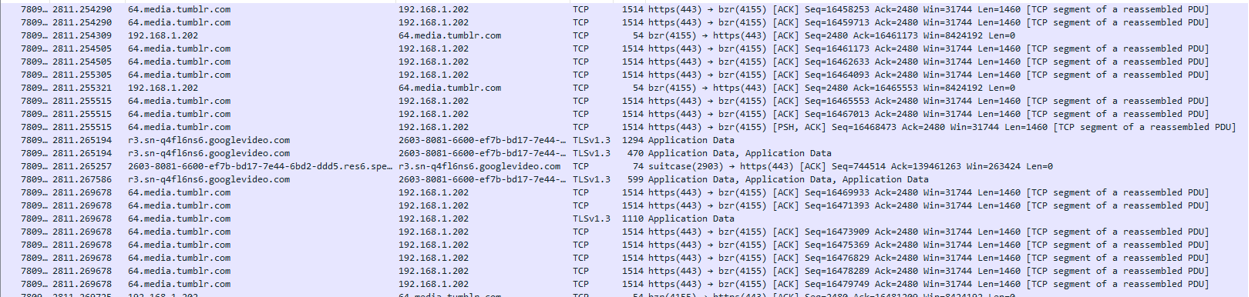 7809… 2811.254290 64.media.tumblr.com 192.168.1.202 TCP 1514 https(443) → bzr(4155) [ACK] Seq=16458253 Ack=2480 Win=31744 Len=1460 [TCP segment of a reassembled PDU]
7809… 2811.254290 64.media.tumblr.com 192.168.1.202 TCP 1514 https(443) → bzr(4155) [ACK] Seq=16459713 Ack=2480 Win=31744 Len=1460 [TCP segment of a reassembled PDU]
7809… 2811.254309 192.168.1.202 64.media.tumblr.com TCP 54 bzr(4155) → https(443) [ACK] Seq=2480 Ack=16461173 Win=8424192 Len=0
7809… 2811.254505 64.media.tumblr.com 192.168.1.202 TCP 1514 https(443) → bzr(4155) [ACK] Seq=16461173 Ack=2480 Win=31744 Len=1460 [TCP segment of a reassembled PDU]
7809… 2811.254505 64.media.tumblr.com 192.168.1.202 TCP 1514 https(443) → bzr(4155) [ACK] Seq=16462633 Ack=2480 Win=31744 Len=1460 [TCP segment of a reassembled PDU]
7809… 2811.255305 64.media.tumblr.com 192.168.1.202 TCP 1514 https(443) → bzr(4155) [ACK] Seq=16464093 Ack=2480 Win=31744 Len=1460 [TCP segment of a reassembled PDU]
7809… 2811.255321 192.168.1.202 64.media.tumblr.com TCP 54 bzr(4155) → https(443) [ACK] Seq=2480 Ack=16465553 Win=8424192 Len=0
7809… 2811.255515 64.media.tumblr.com 192.168.1.202 TCP 1514 https(443) → bzr(4155) [ACK] Seq=16465553 Ack=2480 Win=31744 Len=1460 [TCP segment of a reassembled PDU]
7809… 2811.255515 64.media.tumblr.com 192.168.1.202 TCP 1514 https(443) → bzr(4155) [ACK] Seq=16467013 Ack=2480 Win=31744 Len=1460 [TCP segment of a reassembled PDU]
7809… 2811.255515 64.media.tumblr.com 192.168.1.202 TCP 1514 https(443) → bzr(4155) [PSH, ACK] Seq=16468473 Ack=2480 Win=31744 Len=1460 [TCP segment of a reassembled PDU]
7809… 2811.265194 r3.sn-q4fl6ns6.googlevideo.com 2603-8081-6600-ef7b-bd17-7e44-… TLSv1.3 1294 Application Data
7809… 2811.265194 r3.sn-q4fl6ns6.googlevideo.com 2603-8081-6600-ef7b-bd17-7e44-… TLSv1.3 470 Application Data, Application Data
7809… 2811.265257 2603-8081-6600-ef7b-bd17-7e44-6bd2-ddd5.res6.spe… r3.sn-q4fl6ns6.googlevideo.com TCP 74 suitcase(2903) → https(443) [ACK] Seq=744514 Ack=139461263 Win=263424 Len=0
7809… 2811.267586 r3.sn-q4fl6ns6.googlevideo.com 2603-8081-6600-ef7b-bd17-7e44-… TLSv1.3 599 Application Data, Application Data, Application Data
7809… 2811.269678 64.media.tumblr.com 192.168.1.202 TCP 1514 https(443) → bzr(4155) [ACK] Seq=16469933 Ack=2480 Win=31744 Len=1460 [TCP segment of a reassembled PDU]
7809… 2811.269678 64.media.tumblr.com 192.168.1.202 TCP 1514 https(443) → bzr(4155) [ACK] Seq=16471393 Ack=2480 Win=31744 Len=1460 [TCP segment of a reassembled PDU]
7809… 2811.269678 64.media.tumblr.com 192.168.1.202 TLSv1.3 1110 Application Data
7809… 2811.269678 64.media.tumblr.com 192.168.1.202 TCP 1514 https(443) → bzr(4155) [ACK] Seq=16473909 Ack=2480 Win=31744 Len=1460 [TCP segment of a reassembled PDU]
7809… 2811.269678 64.media.tumblr.com 192.168.1.202 TCP 1514 https(443) → bzr(4155) [ACK] Seq=16475369 Ack=2480 Win=31744 Len=1460 [TCP segment of a reassembled PDU]
7809… 2811.269678 64.media.tumblr.com 192.168.1.202 TCP 1514 https(443) → bzr(4155) [ACK] Seq=16476829 Ack=2480 Win=31744 Len=1460 [TCP segment of a reassembled PDU]
7809… 2811.269678 64.media.tumblr.com 192.168.1.202 TCP 1514 https(443) → bzr(4155) [ACK] Seq=16478289 Ack=2480 Win=31744 Len=1460 [TCP segment of a reassembled PDU]
7809… 2811.269678 64.media.tumblr.com 192.168.1.202 TCP 1514 https(443) → bzr(4155) [ACK] Seq=16479749 Ack=2480 Win=31744 Len=1460 [TCP segment of a reassembled PDU]